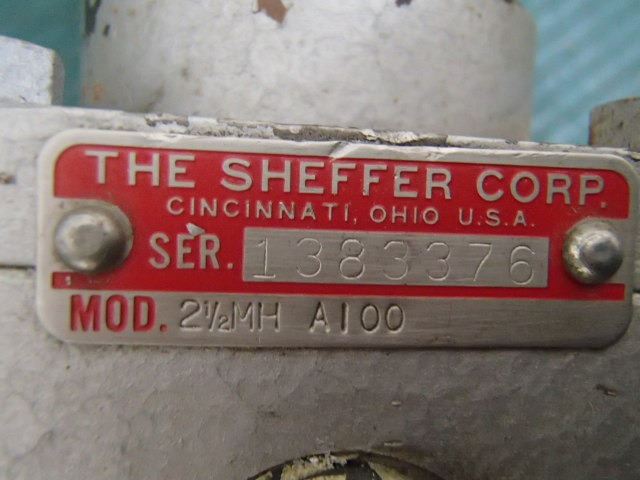 THE SHEFFER CORP.
CINCINNATI, OHIO U.S.A.
SER. 1383376
MOD. 2½MH A100